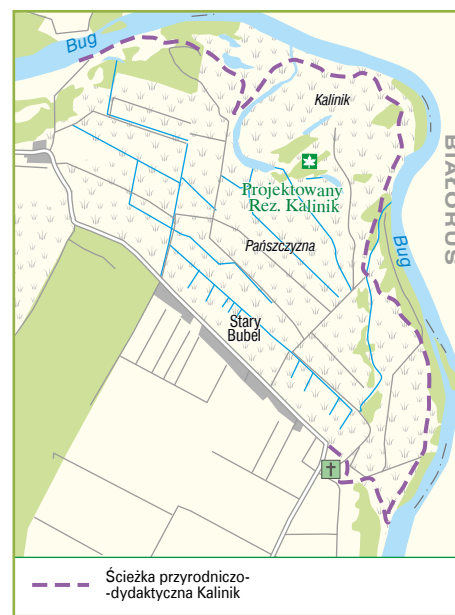 Bug
Kalinik
BIAŁORUŚ
Projektowany
Rez. Kalinik
Pańszczyzna
Bug
Stary
Bubel
Ścieżka przyrodniczo-
-dydaktyczna Kalinik